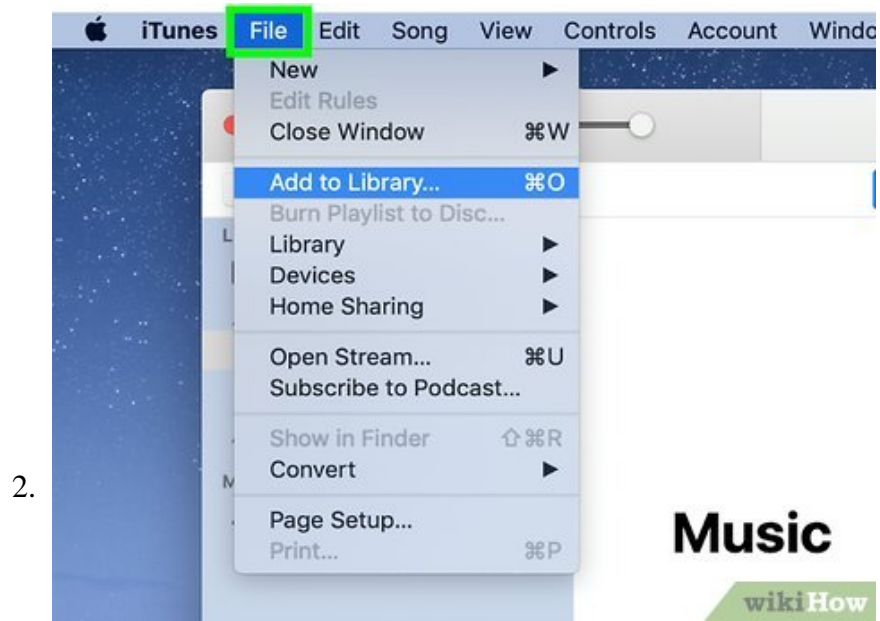 iTunes File Edit Song View Controls Account Windo
New ▶
Edit Rules
Close Window ⌘W
Add to Library... ⌘O
Burn Playlist to Disc...
L
Library ▶
Devices ▶
Home Sharing ▶
Open Stream... ⌘U
Subscribe to Podcast...
Show in Finder ⇧⌘R
Convert ▶
M
2.
Page Setup...
Print... ⌘P
Music
wikiHow